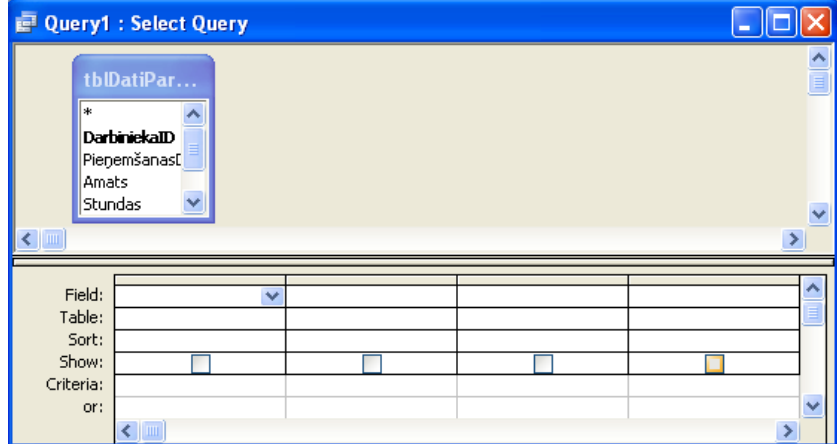 Query1 : Select Query
tblDatiPar...
*
DarbiniekaID
PieņemšanasD
Amats
Stundas
Field:
Table:
Sort:
Show:
Criteria:
or: